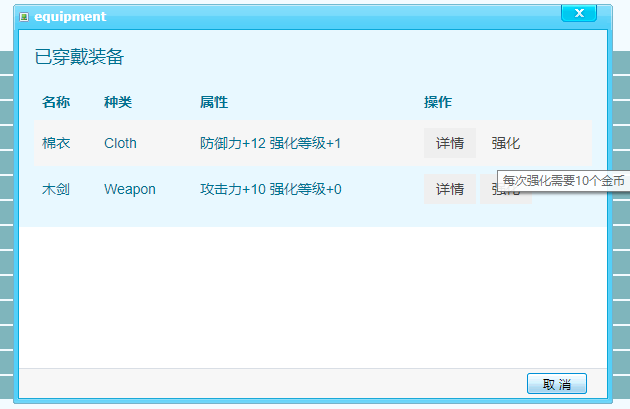 equipment
已穿戴装备
名称 种类 属性 操作
棉衣 Cloth 防御力+12 强化等级+1 详情 强化
每次强化需要10个金币
木剑 Weapon 攻击力+10 强化等级+0 详情 强化
取 消